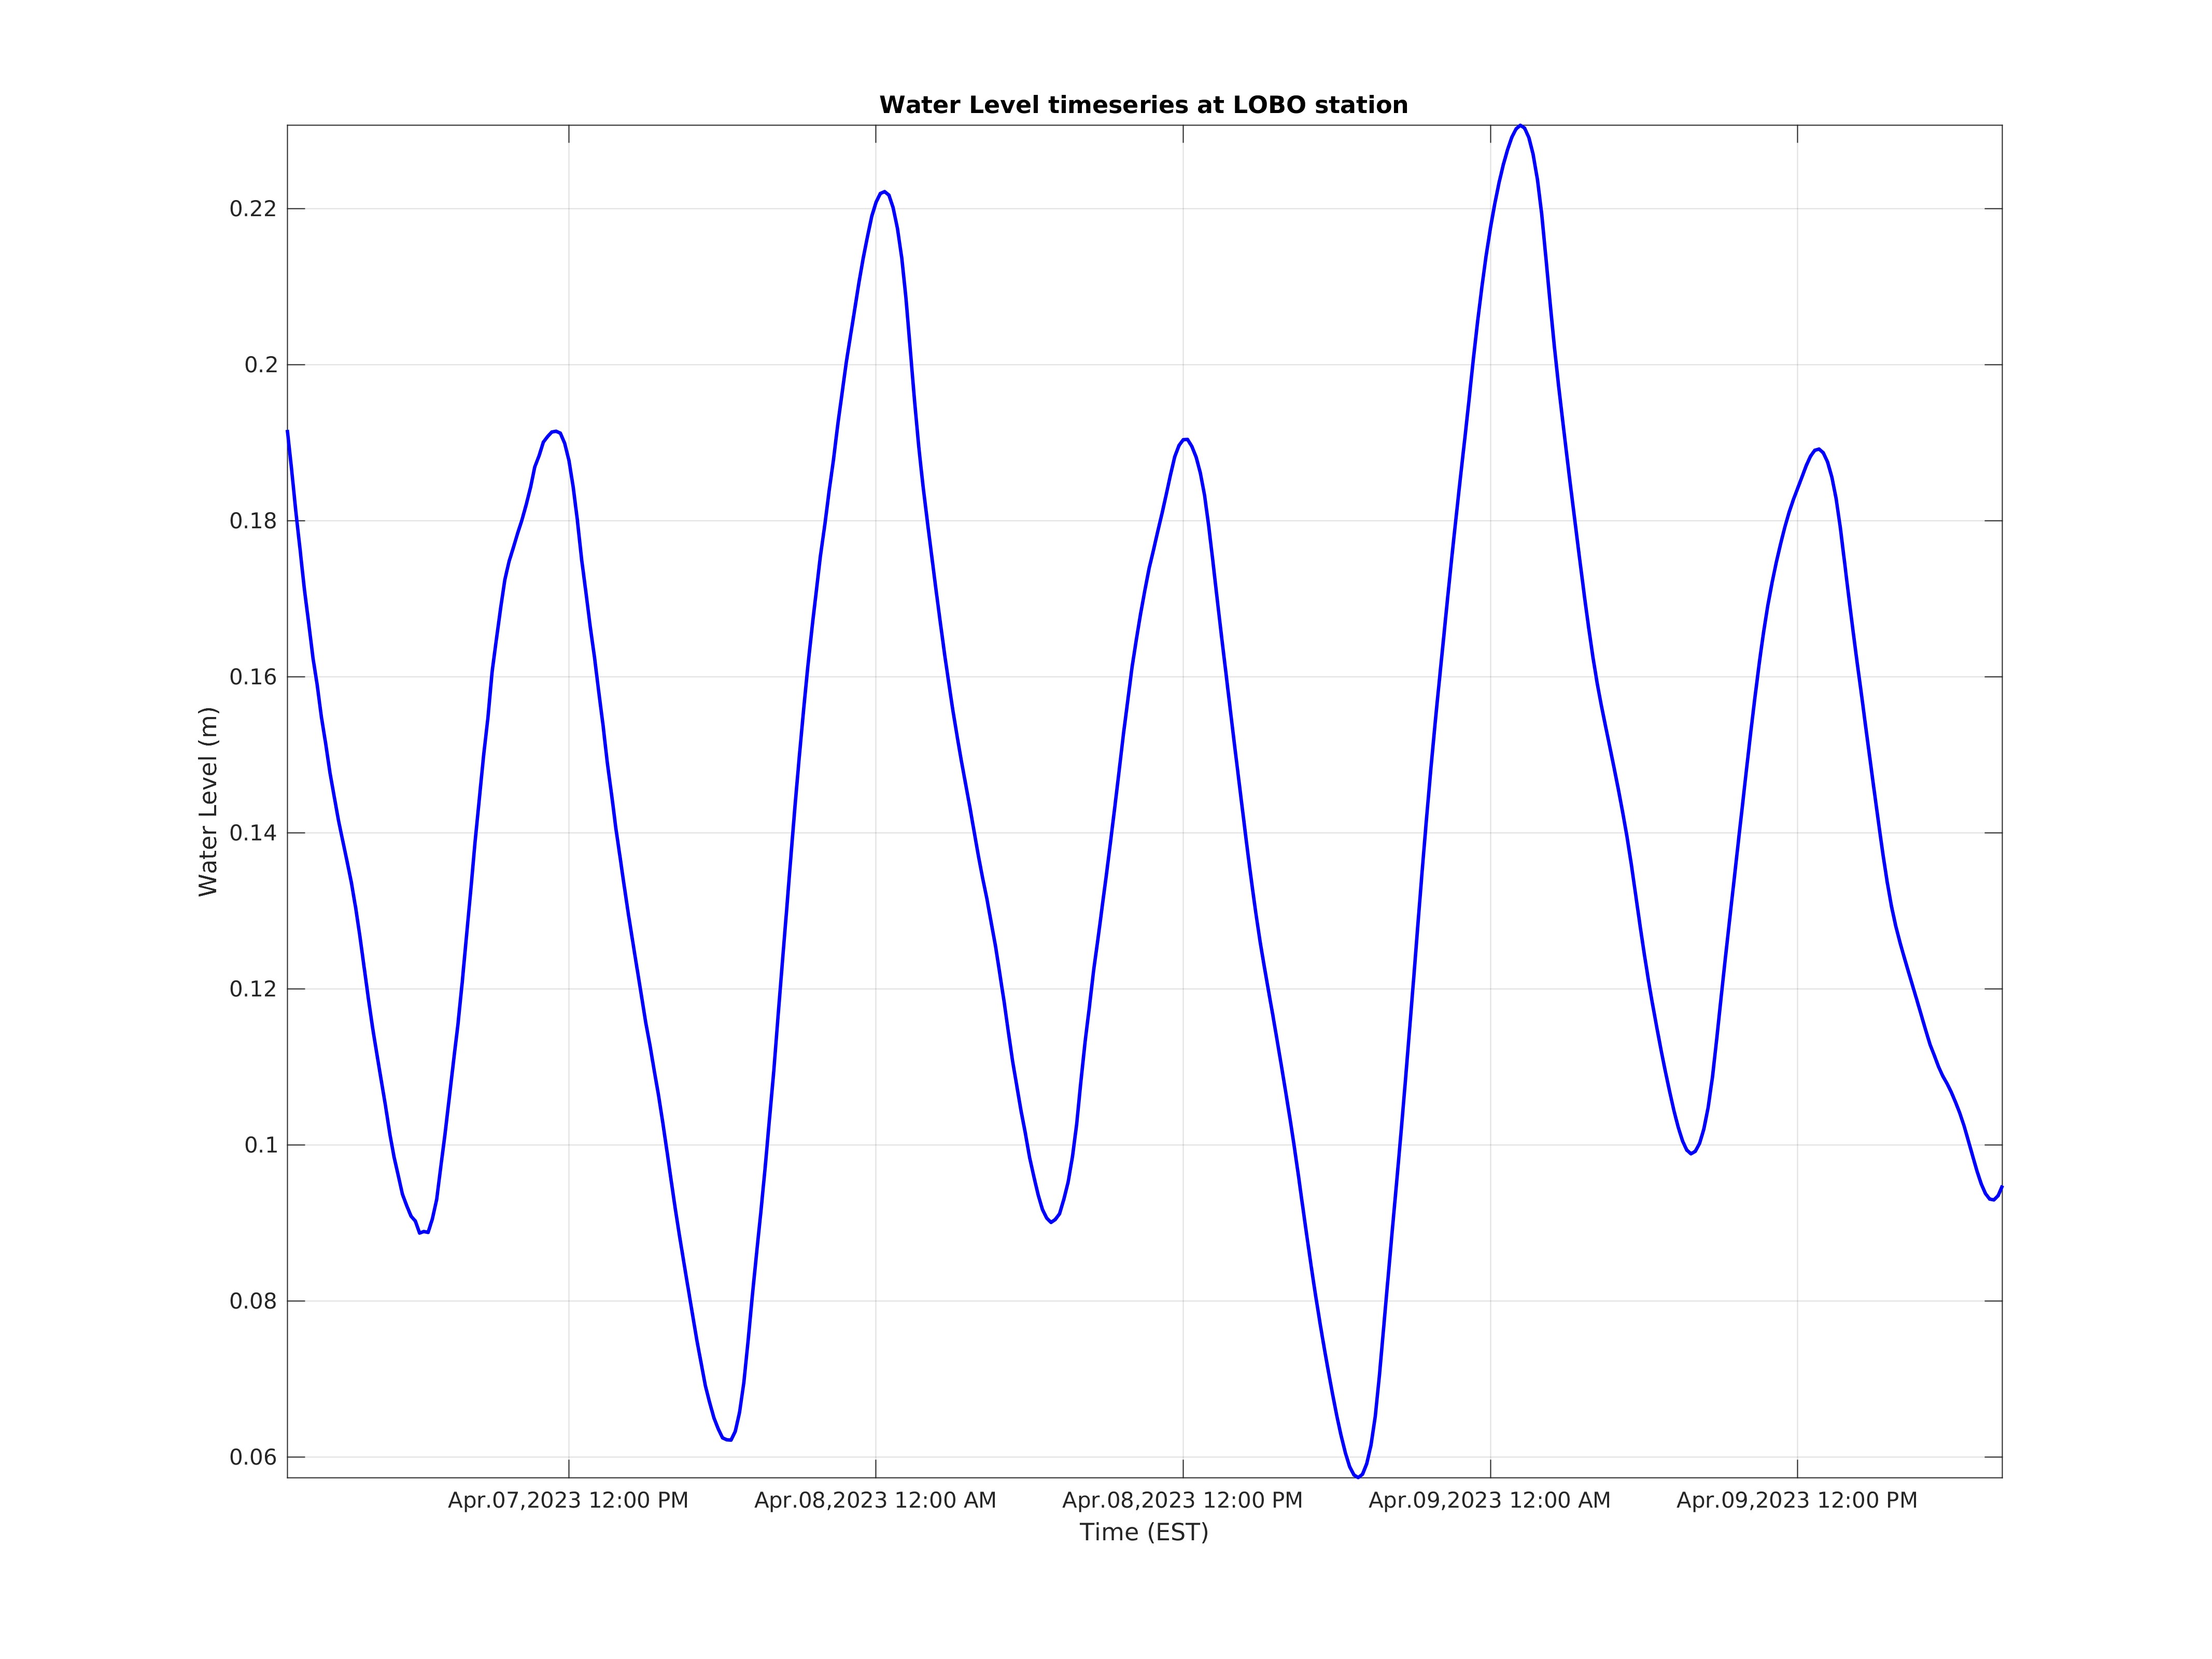 Water Level timeseries at LOBO station
0.22
0.2
0.18
0.16
0.14
0.12
0.1
0.08
0.06
Water Level (m)
Apr.07,2023 12:00 PM
Apr.08,2023 12:00 AM
Apr.08,2023 12:00 PM
Apr.09,2023 12:00 AM
Apr.09,2023 12:00 PM
Time (EST)